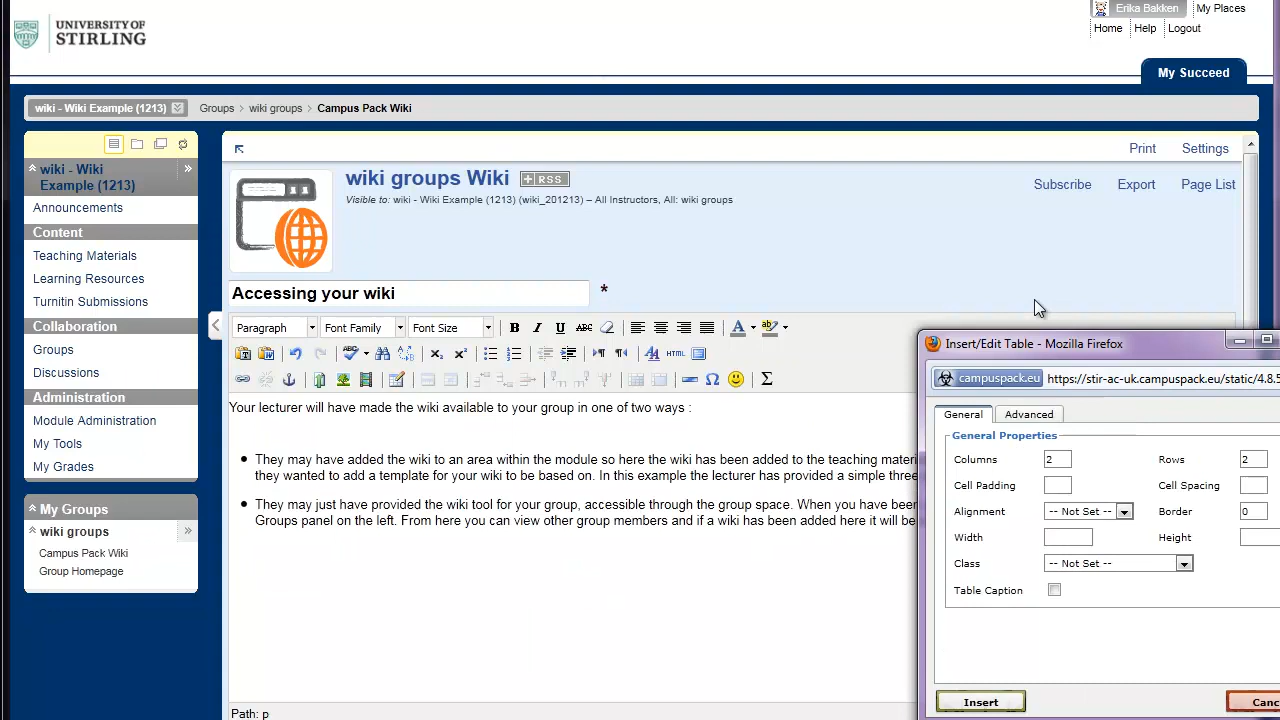 UNIVERSITY OF
STIRLING
Erika Bakken
My Places
Home
Help
Logout
My Succeed
wiki - Wiki Example (1213)
Groups > wiki groups > Campus Pack Wiki
wiki - Wiki
Example (1213)
Announcements
Content
Teaching Materials
Learning Resources
Turnitin Submissions
Collaboration
Groups
Discussions
Administration
Module Administration
My Tools
My Grades
My Groups
wiki groups
Campus Pack Wiki
Group Homepage
Print
Settings
wiki groups Wiki
RSS
Subscribe
Export
Page List
Visible to: wiki - Wiki Example (1213) (wiki_201213) – All Instructors, All: wiki groups
Accessing your wiki *
Paragraph
Font Family
Font Size
B I U ABC
A ab
HTML
Your lecturer will have made the wiki available to your group in one of two ways :
They may have added the wiki to an area within the module so here the wiki has been added to the teaching materi
they wanted to add a template for your wiki to be based on. In this example the lecturer has provided a simple three
They may just have provided the wiki tool for your group, accessible through the group space. When you have been
Groups panel on the left. From here you can view other group members and if a wiki has been added here it will be
Path: p
Insert/Edit Table - Mozilla Firefox
campuspack.eu
https://stir-ac-uk.campuspack.eu/static/4.8.5
General
Advanced
General Properties
Columns 2 Rows 2
Cell Padding Cell Spacing
Alignment -- Not Set -- Border 0
Width Height
Class -- Not Set --
Table Caption
Insert
Canc